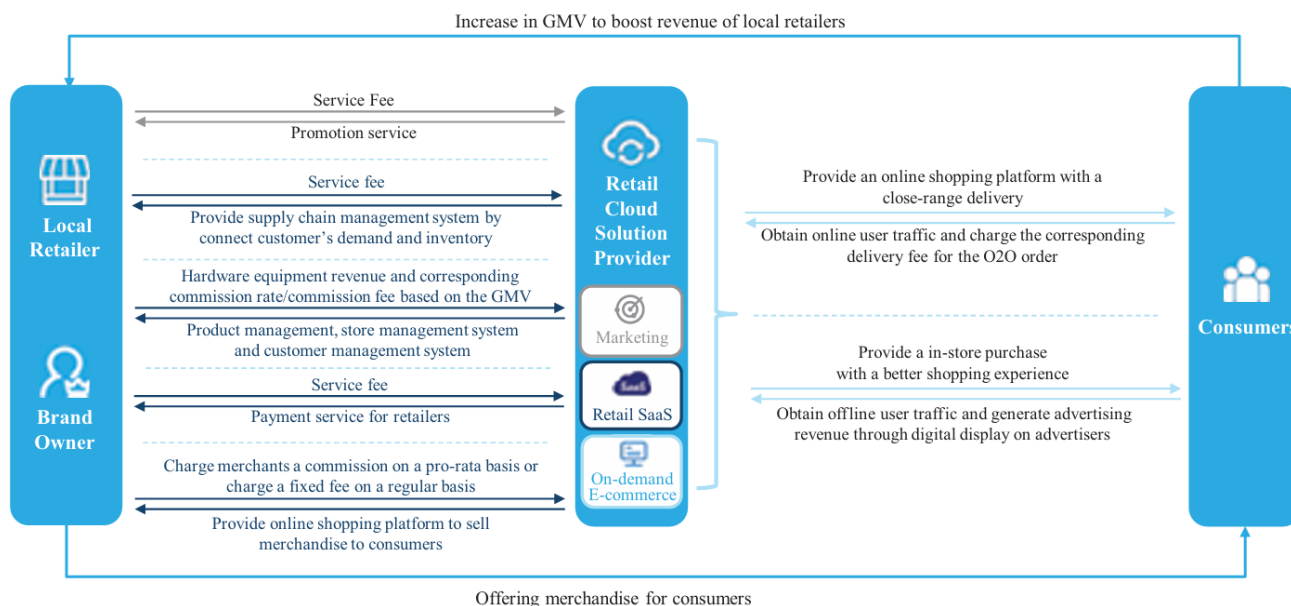 Increase in GMV to boost revenue of local retailers
Local
Retailer
Brand
Owner
Service Fee
Promotion service
Service fee
Provide supply chain management system by
connect customer's demand and inventory
Hardware equipment revenue and corresponding
commission rate/commission fee based on the GMV
Product management, store management system
and customer management system
Service fee
Payment service for retailers
Charge merchants a commission on a pro-rata basis or
charge a fixed fee on a regular basis
Provide online shopping platform to sell
merchandise to consumers
Retail
Cloud
Solution
Provider
Marketing
SaaS
Retail SaaS
On-demand
E-commerce
Provide an online shopping platform with a
close-range delivery
Obtain online user traffic and charge the corresponding
delivery fee for the O2O order
Provide a in-store purchase
with a better shopping experience
Obtain offline user traffic and generate advertising
revenue through digital display on advertisers
Consumers
Offering merchandise for consumers